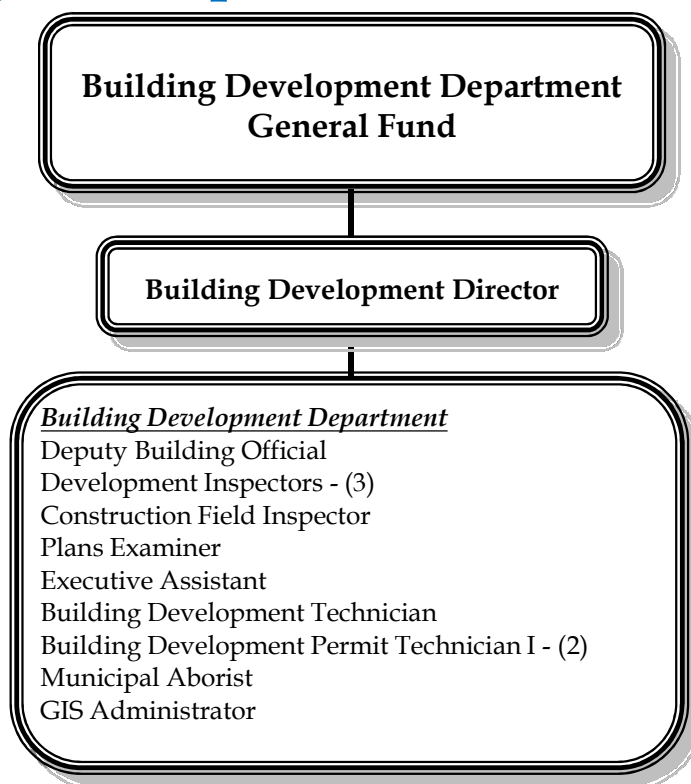 Building Development Department
General Fund
Building Development Director
Building Development Department
Deputy Building Official
Development Inspectors - (3)
Construction Field Inspector
Plans Examiner
Executive Assistant
Building Development Technician
Building Development Permit Technician I - (2)
Municipal Aborist
GIS Administrator